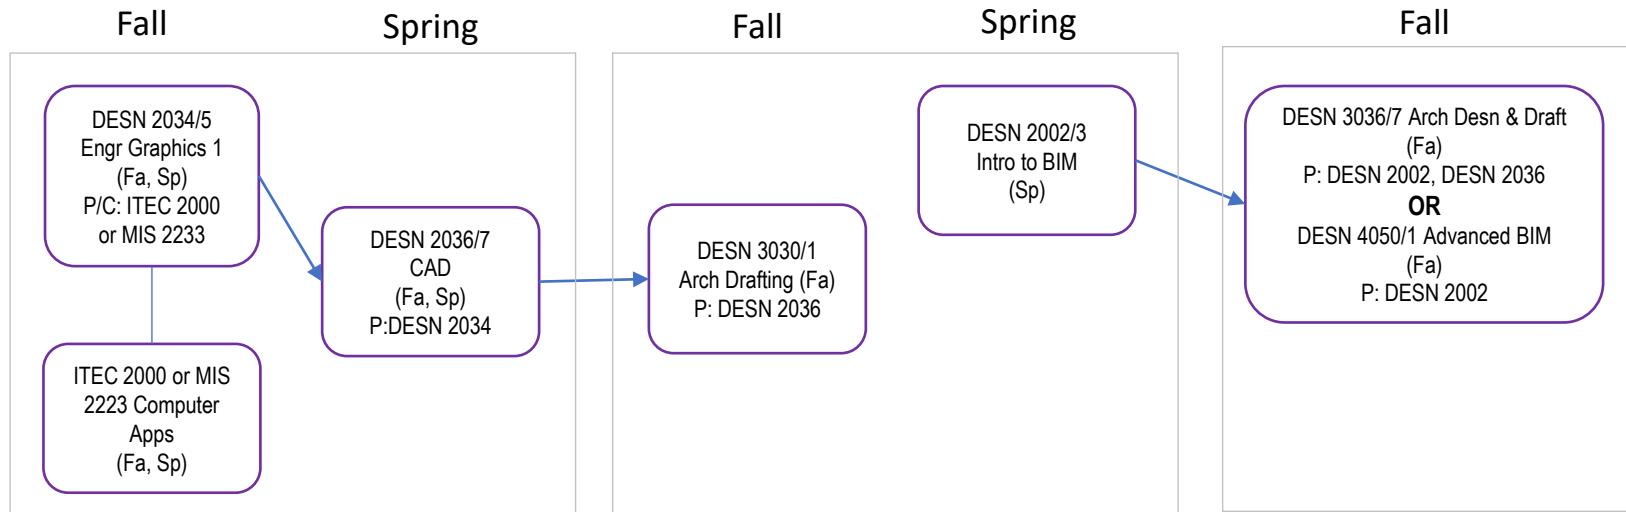 Fall
Spring
Fall
Spring
Fall
DESN 2034/5
Engr Graphics 1
(Fa, Sp)
P/C: ITEC 2000
or MIS 2233
ITEC 2000 or MIS
2223 Computer
Apps
(Fa, Sp)
DESN 2036/7
CAD
(Fa, Sp)
P:DESN 2034
DESN 3030/1
Arch Drafting (Fa)
P: DESN 2036
DESN 2002/3
Intro to BIM
(Sp)
DESN 3036/7 Arch Desn & Draft
(Fa)
P: DESN 2002, DESN 2036
OR
DESN 4050/1 Advanced BIM
(Fa)
P: DESN 2002